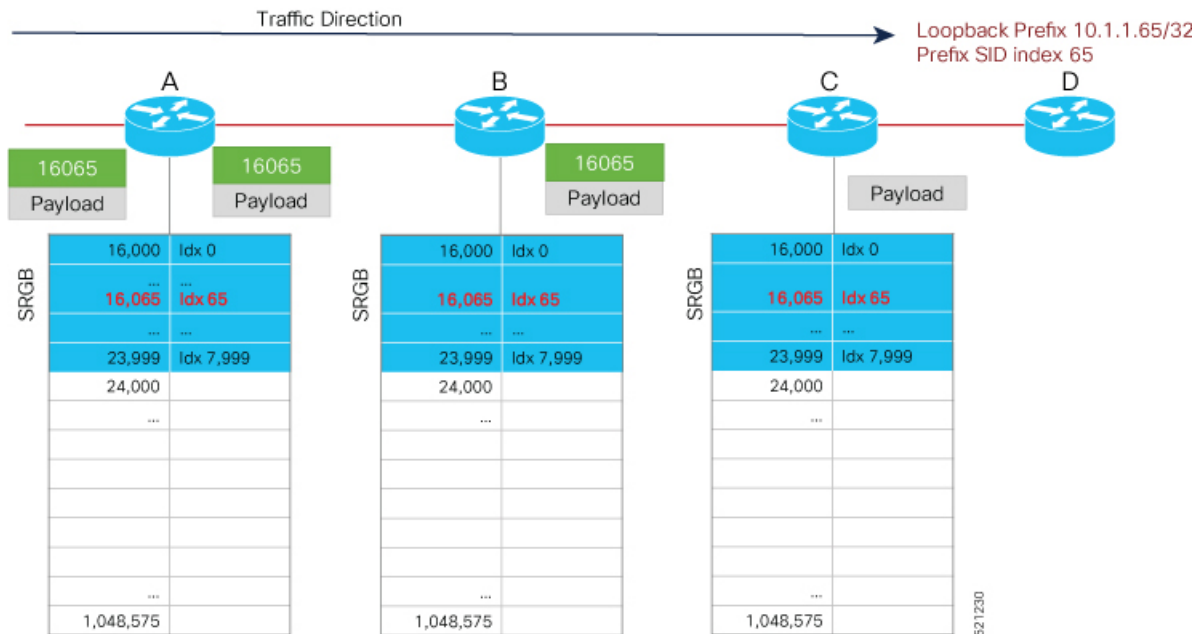 Traffic Direction
Loopback Prefix 10.1.1.65/32
Prefix SID index 65
A
B
C
D
16065
Payload
16065
Payload
16065
Payload
Payload
SRGB
16,000 Idx 0
... ...
16,065 Idx 65
... ...
23,999 Idx 7,999
24,000
...
...
1,048,575
SRGB
16,000 Idx 0
16,065 Idx 65
... ...
23,999 Idx 7,999
24,000
...
...
1,048,575
SRGB
16,000 Idx 0
16,065 Idx 65
... ...
23,999 Idx 7,999
24,000
...
...
1,048,575
521230